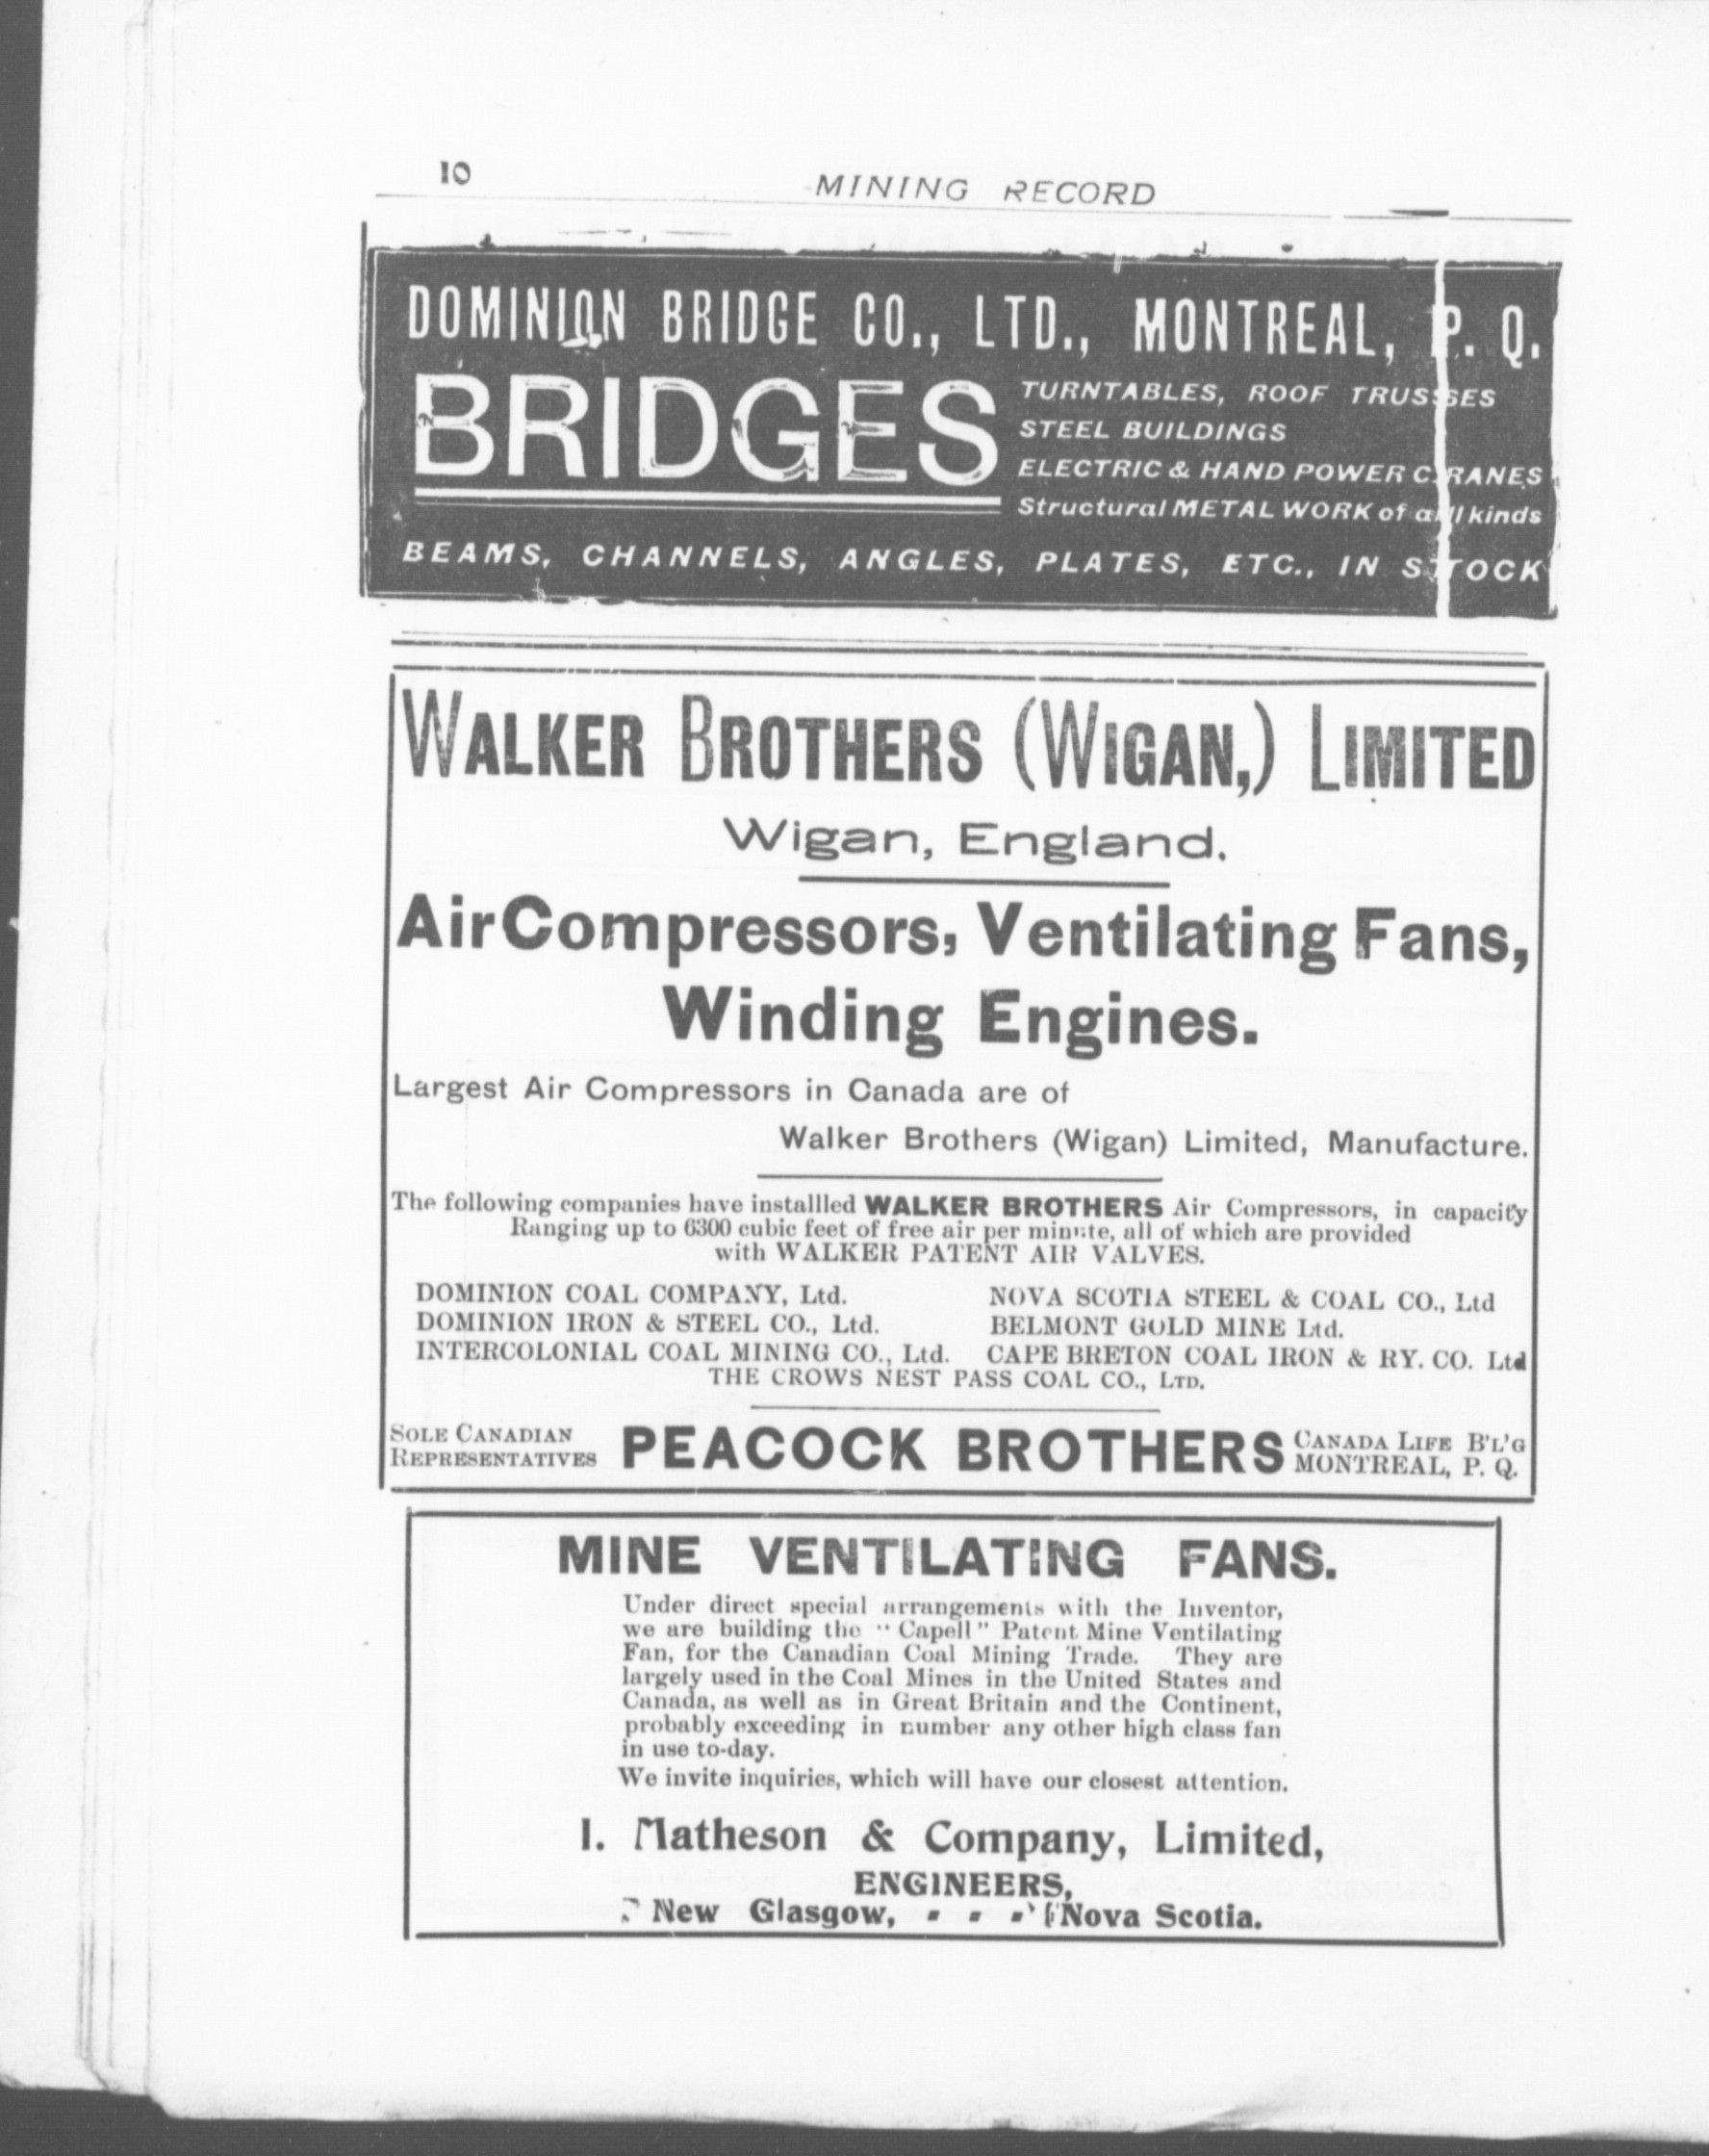 10
MINING RECORD
DOMINION BRIDGE CO., LTD., MONTREAL, P. Q.
BRIDGES
TURNTABLES, ROOF TRUSSES
STEEL BUILDINGS
ELECTRIC & HAND POWER CRANES
Structural METAL WORK of all kinds
BEAMS, CHANNELS, ANGLES, PLATES, ETC., IN STOCK
WALKER BROTHERS (WIGAN,) LIMITED
Wigan, England.
Air Compressors, Ventilating Fans,
Winding Engines.
Largest Air Compressors in Canada are of
Walker Brothers (Wigan) Limited, Manufacture.
The following companies have installled WALKER BROTHERS Air Compressors, in capacity
Ranging up to 6300 cubic feet of free air per minute, all of which are provided
with WALKER PATENT AIR VALVES.
DOMINION COAL COMPANY, Ltd.
DOMINION IRON & STEEL CO., Ltd.
INTERCOLONIAL COAL MINING CO., Ltd.
NOVA SCOTIA STEEL & COAL CO., Ltd
BELMONT GOLD MINE Ltd.
CAPE BRETON COAL IRON & RY. CO. Ltd
THE CROWS NEST PASS COAL CO., LTD.
SOLE CANADIAN
REPRESENTATIVES
PEACOCK BROTHERS
CANADA LIFE B'L'G
MONTREAL, P. Q.
MINE VENTILATING FANS.
Under direct special arrangements with the Inventor,
we are building the "Capell" Patent Mine Ventilating
Fan, for the Canadian Coal Mining Trade. They are
largely used in the Coal Mines in the United States and
Canada, as well as in Great Britain and the Continent,
probably exceeding in number any other high class fan
in use to-day.
We invite inquiries, which will have our closest attention.
I. Matheson & Company, Limited,
ENGINEERS,
New Glasgow, - - - Nova Scotia.